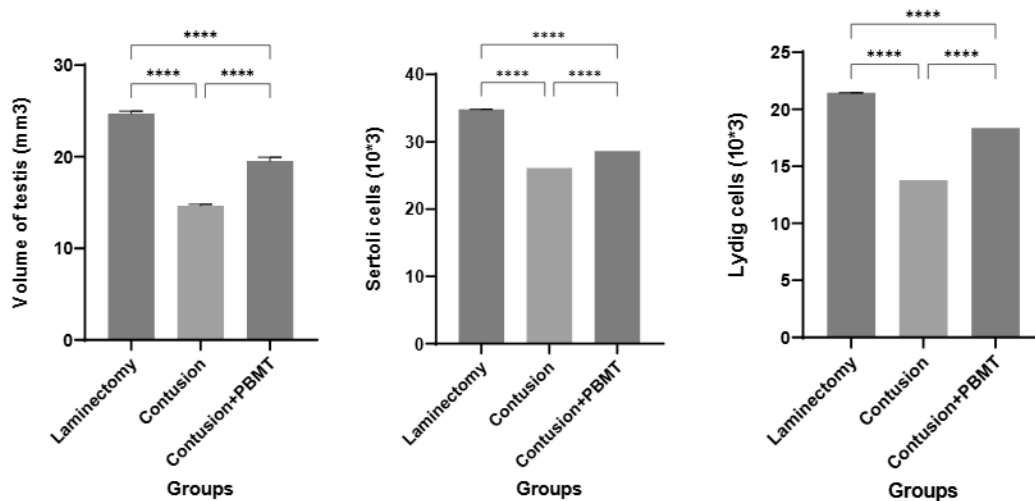 Volume of testis (mm3)
****
**** ****
30
20
10
0
Laminectomy
Contusion
Contusion+PBMT
Groups
Sertoli cells (10*3)
****
**** ****
40
30
20
10
0
Laminectomy
Contusion
Contusion+PBMT
Groups
Lydig cells (10*3)
****
**** ****
25
20
15
10
5
0
Laminectomy
Contusion
Contusion+PBMT
Groups